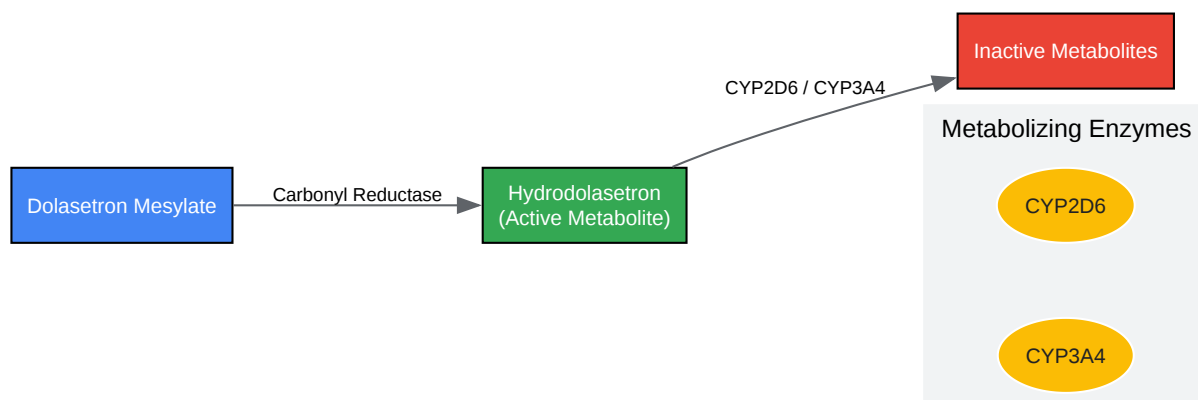 Inactive Metabolites
CYP2D6 / CYP3A4
Metabolizing Enzymes
Dolasetron Mesylate
Carbonyl Reductase
Hydrodolasetron
(Active Metabolite)
CYP2D6
CYP3A4